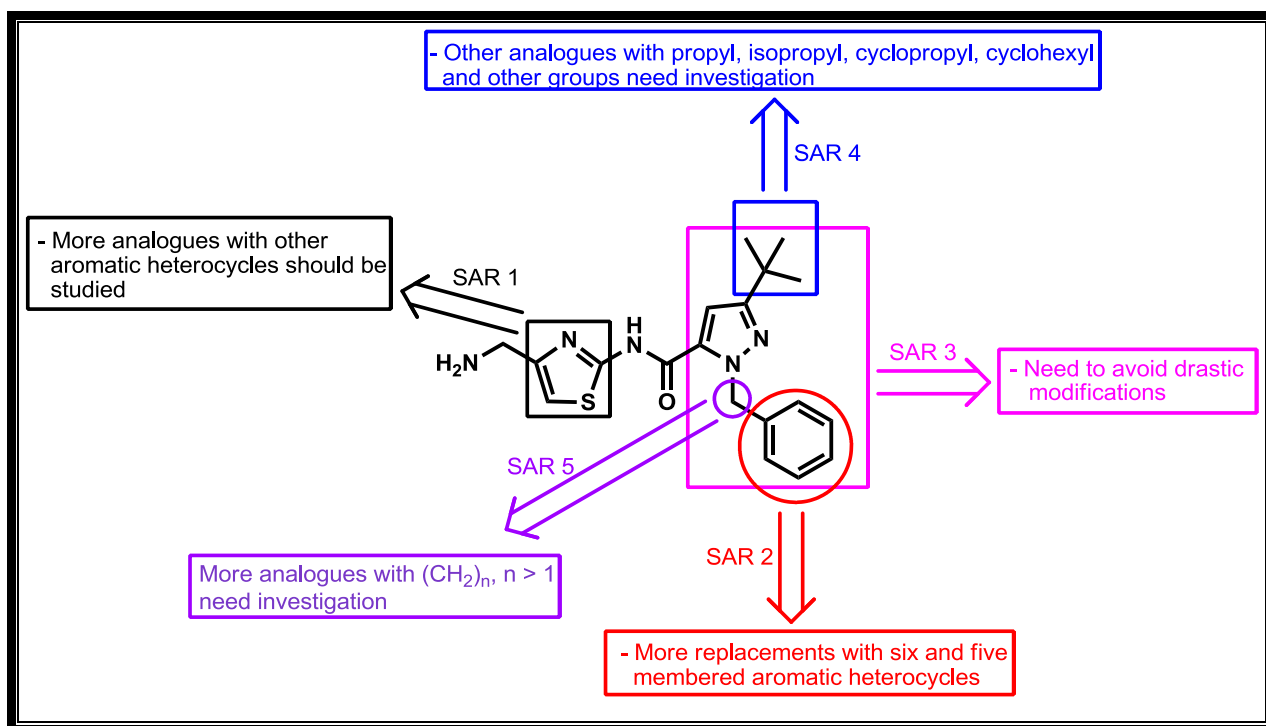 - Other analogues with propyl, isopropyl, cyclopropyl, cyclohexyl
and other groups need investigation
SAR 4
- More analogues with other
aromatic heterocycles should be
studied
SAR 1
H
N
N
N
N
H₂N
S
O
SAR 3
- Need to avoid drastic
modifications
SAR 5
SAR 2
More analogues with (CH₂)ₙ, n > 1
need investigation
- More replacements with six and five
membered aromatic heterocycles